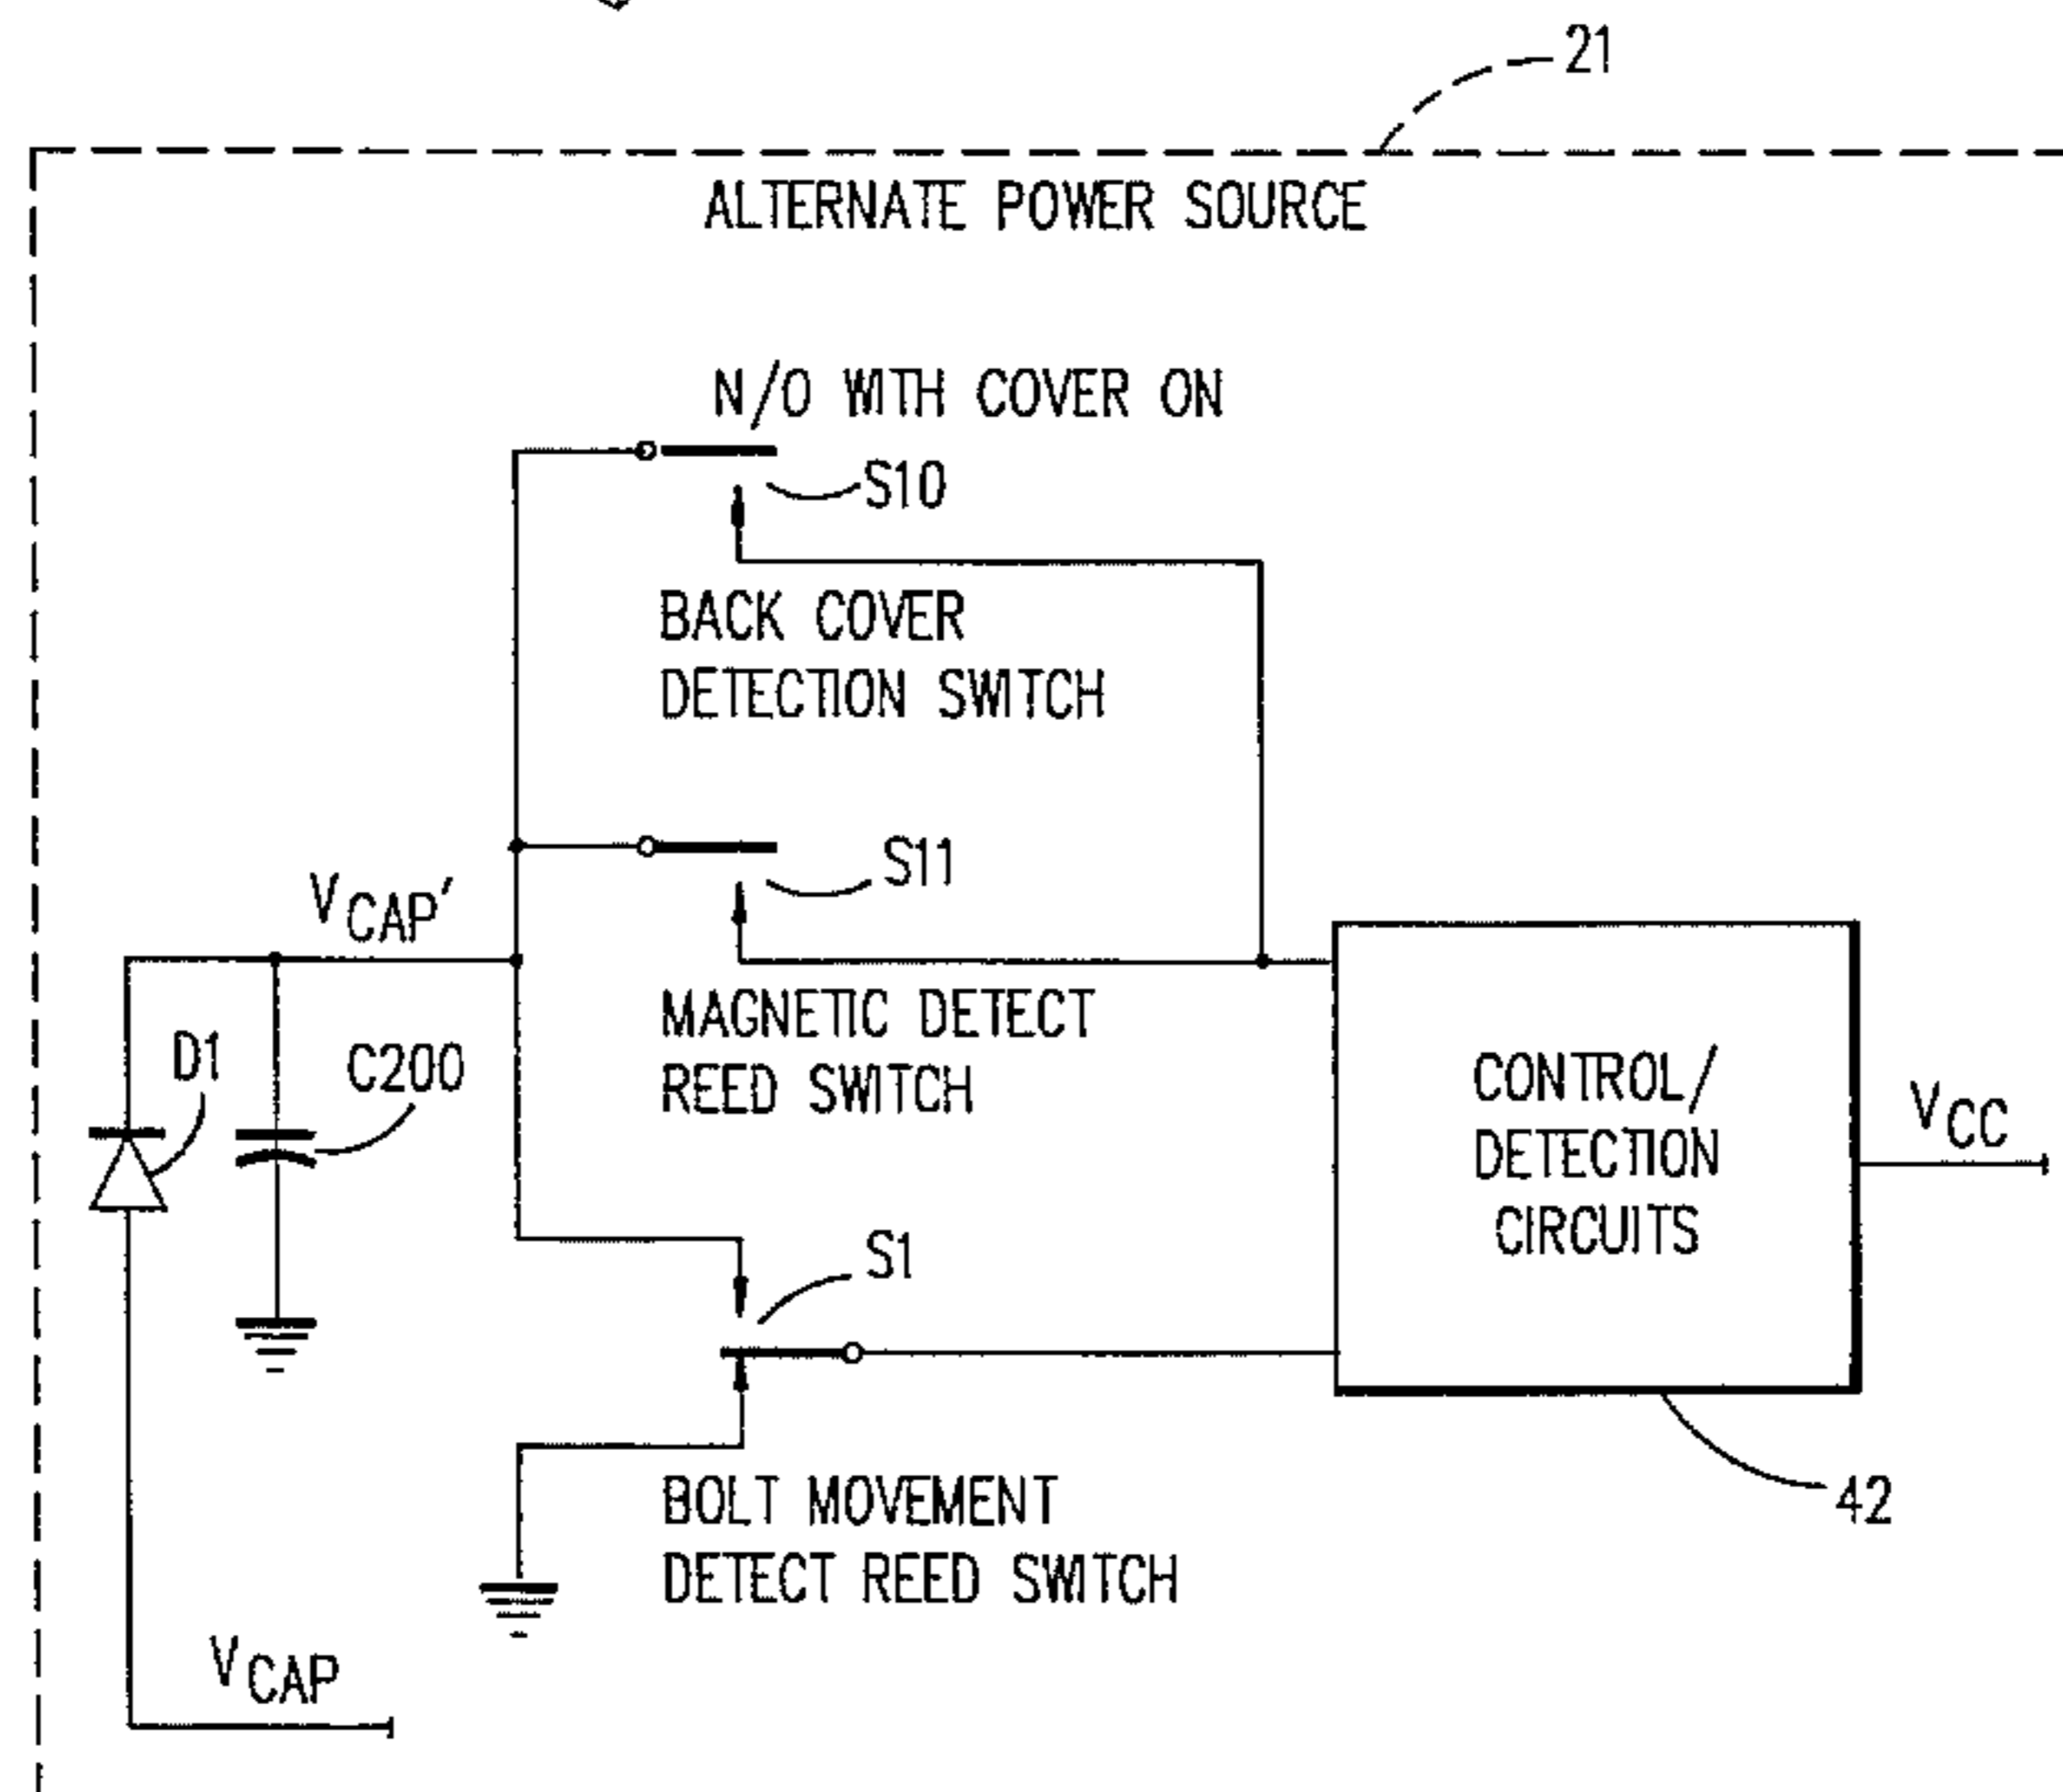 21
ALTERNATE POWER SOURCE
N/O WITH COVER ON
S10
BACK COVER
DETECTION SWITCH
S11
VCAP'
MAGNETIC DETECT
REED SWITCH
D1
C200
CONTROL/
DETECTION
CIRCUITS
VCC
S1
42
BOLT MOVEMENT
DETECT REED SWITCH
VCAP